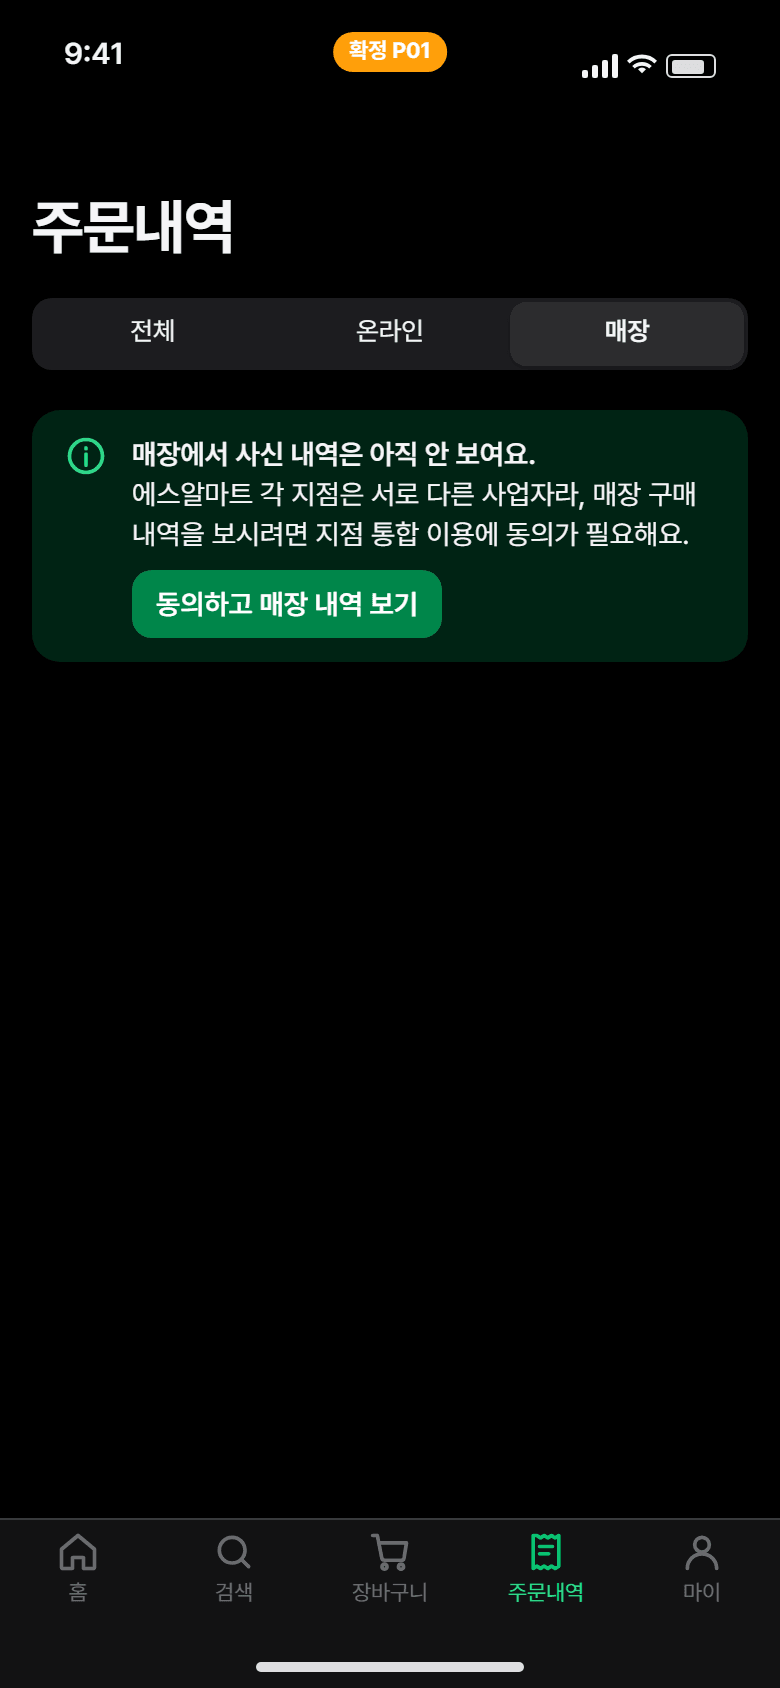 9:41
확정 P01
주문내역
전체
온라인
매장
매장에서 사신 내역은 아직 안 보여요.
에스알마트 각 지점은 서로 다른 사업자라, 매장 구매
내역을 보시려면 지점 통합 이용에 동의가 필요해요.
동의하고 매장 내역 보기
홈
검색
장바구니
주문내역
마이